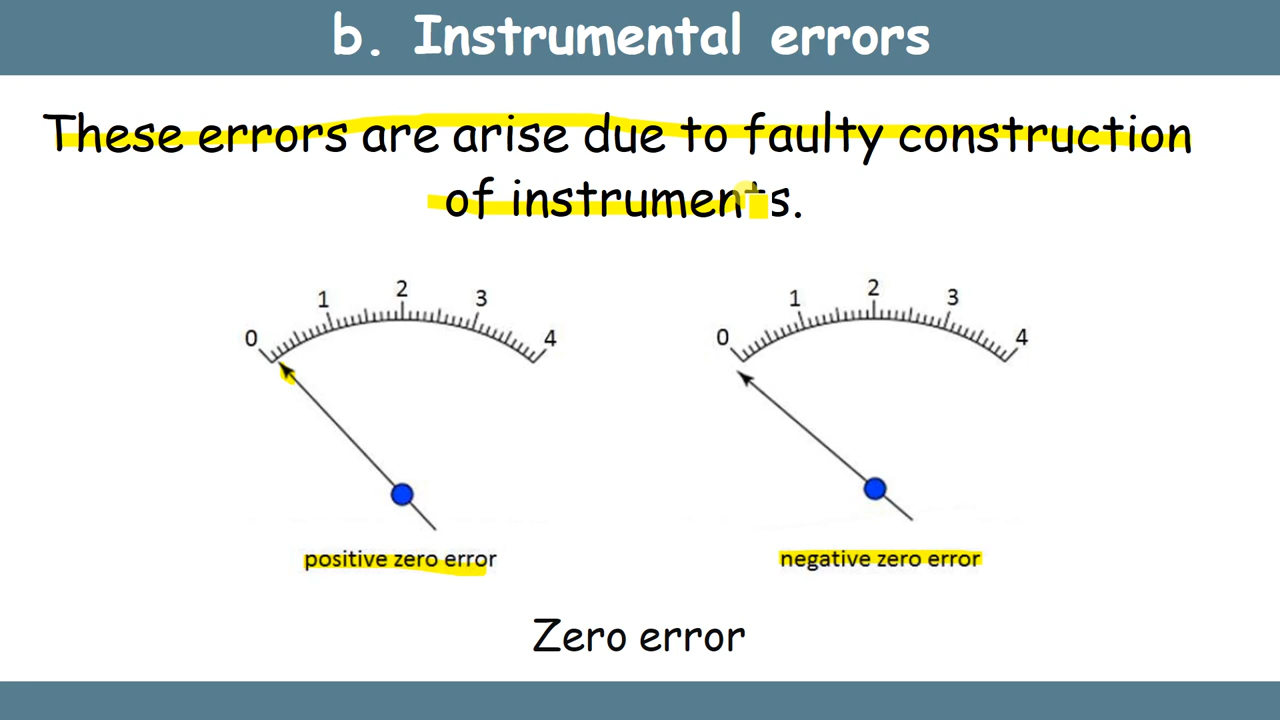 b. Instrumental errors
These errors are arise due to faulty construction
of instruments.
0 1 2 3 4
0 1 2 3 4
positive zero error
negative zero error
Zero error